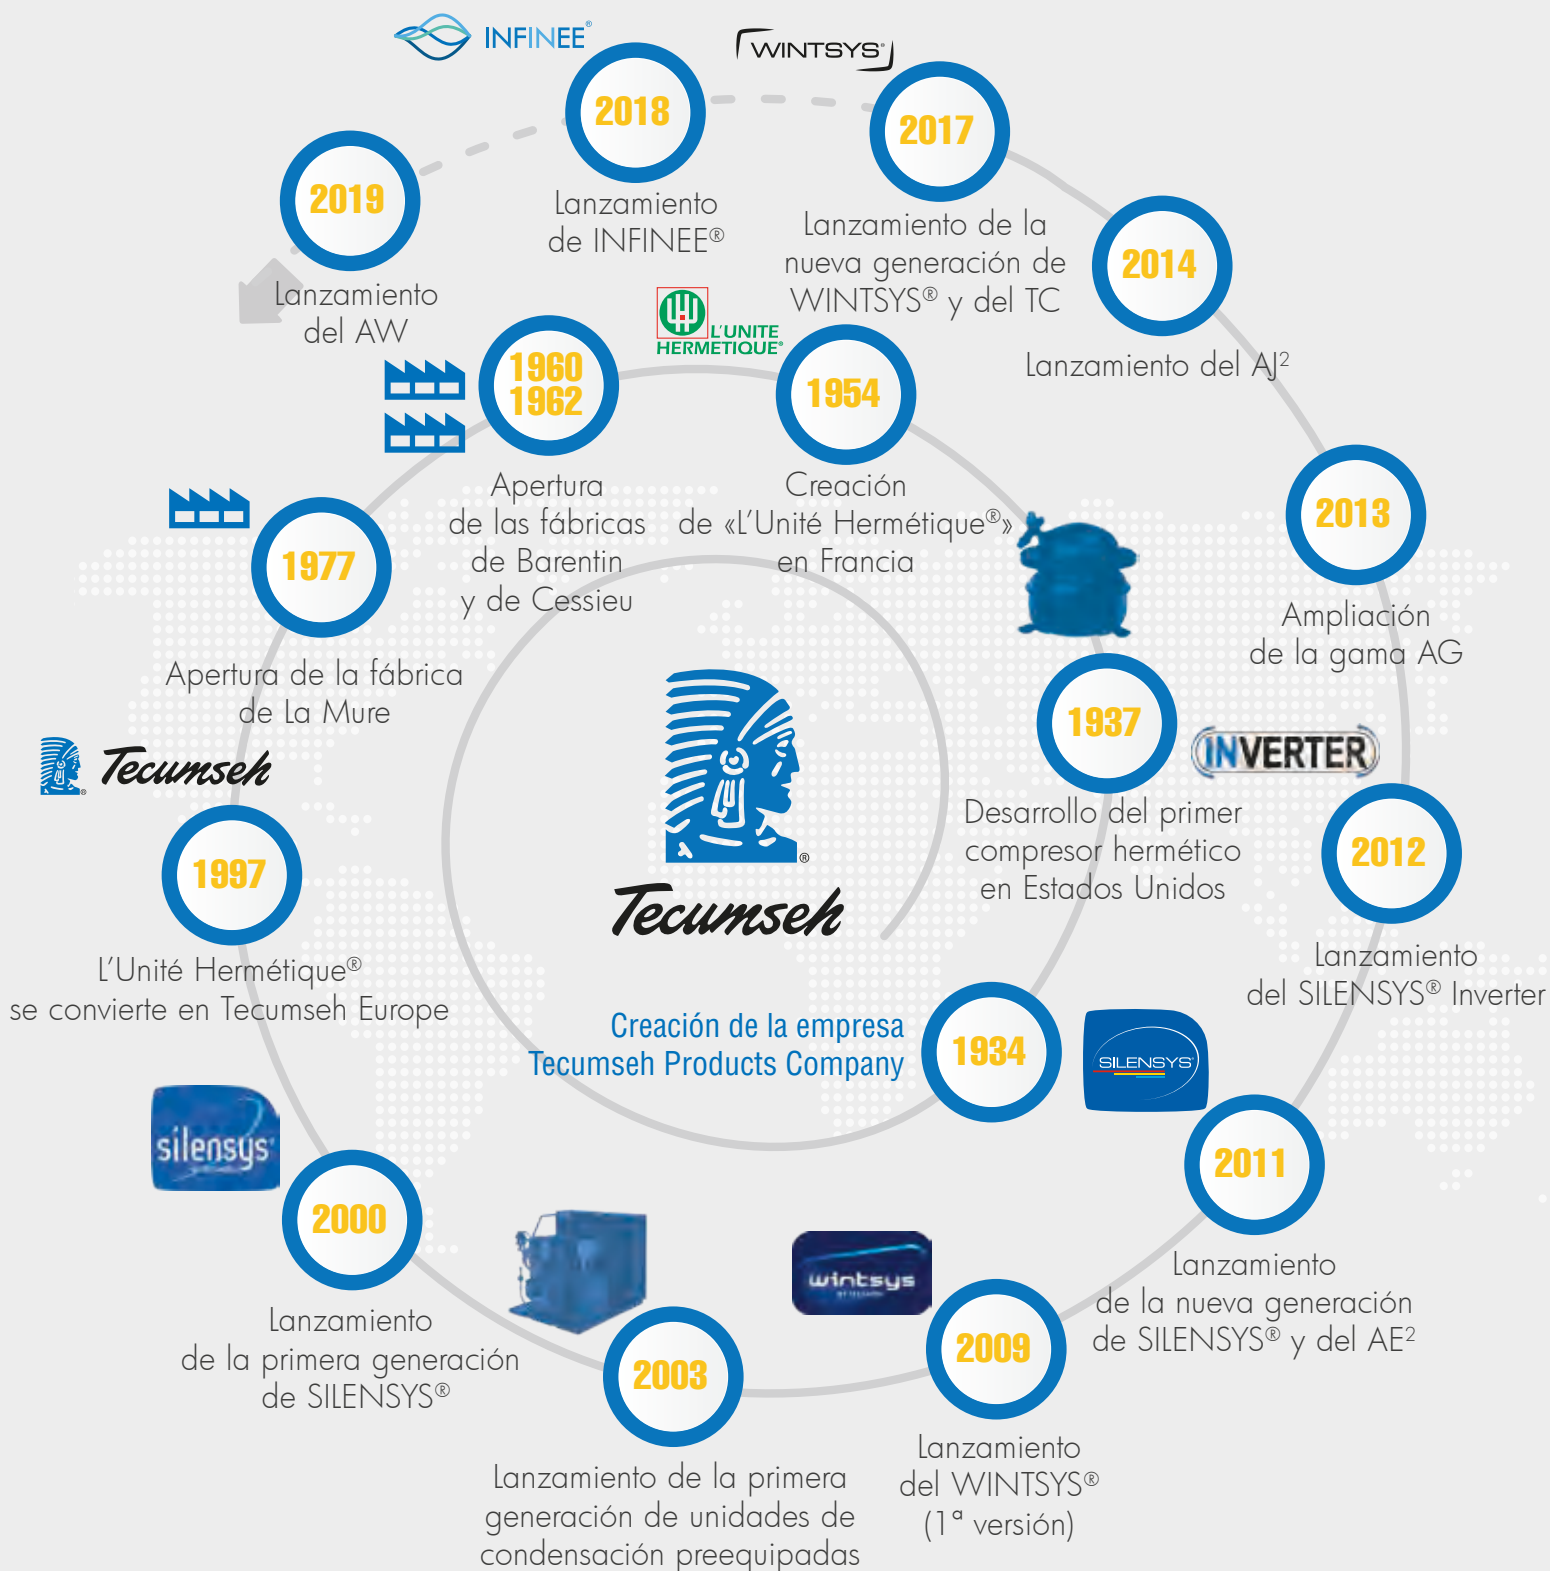 INFINEE®
WINTSYS®
2018
Lanzamiento
de INFINEE®
2017
Lanzamiento de la
nueva generación de
WINTSYS® y del TC
2019
Lanzamiento
del AW
2014
Lanzamiento del AJ²
L'UNITE
HERMETIQUE®
1960
1962
Apertura
de las fábricas
de Barentin
y de Cessieu
1954
Creación
de «L'Unité Hermétique®»
en Francia
2013
Ampliación
de la gama AG
1977
Apertura de la fábrica
de La Mure
1937
Desarrollo del primer
compresor hermético
en Estados Unidos
INVERTER
2012
Lanzamiento
del SILENSYS® Inverter
®
Tecumseh
®
Tecumseh
1997
L'Unité Hermétique®
se convierte en Tecumseh Europe
Creación de la empresa
Tecumseh Products Company
1934
SILENSYS®
2011
Lanzamiento
de la nueva generación
de SILENSYS® y del AE²
silensys®
2000
Lanzamiento
de la primera generación
de SILENSYS®
2003
Lanzamiento de la primera
generación de unidades de
condensación preequipadas
wintsys
2009
Lanzamiento
del WINTSYS®
(1ª versión)